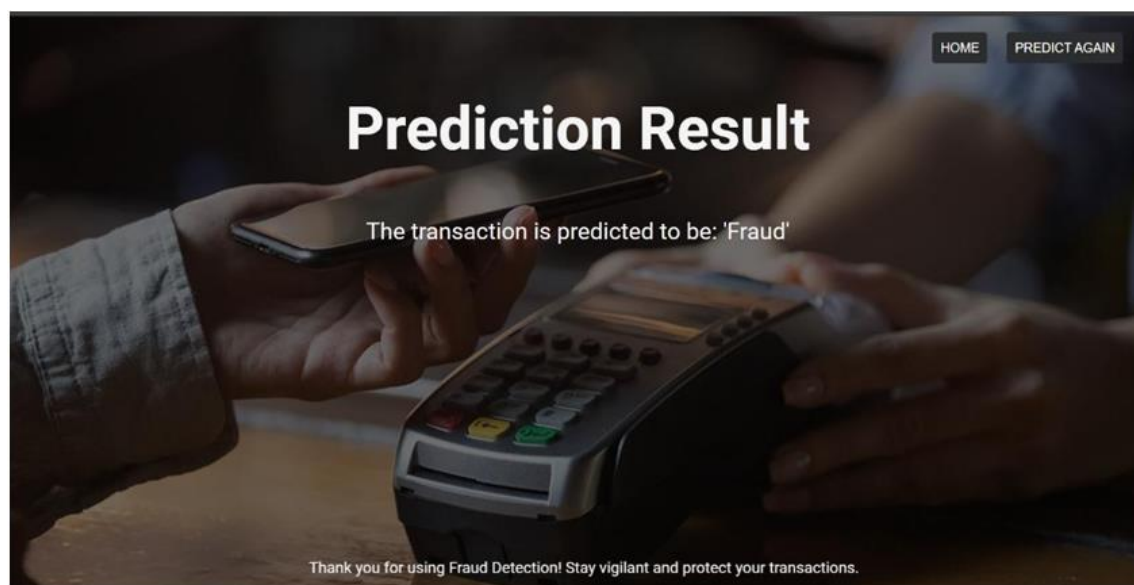 HOME
PREDICT AGAIN
Prediction Result
The transaction is predicted to be: 'Fraud'
Thank you for using Fraud Detection! Stay vigilant and protect your transactions.